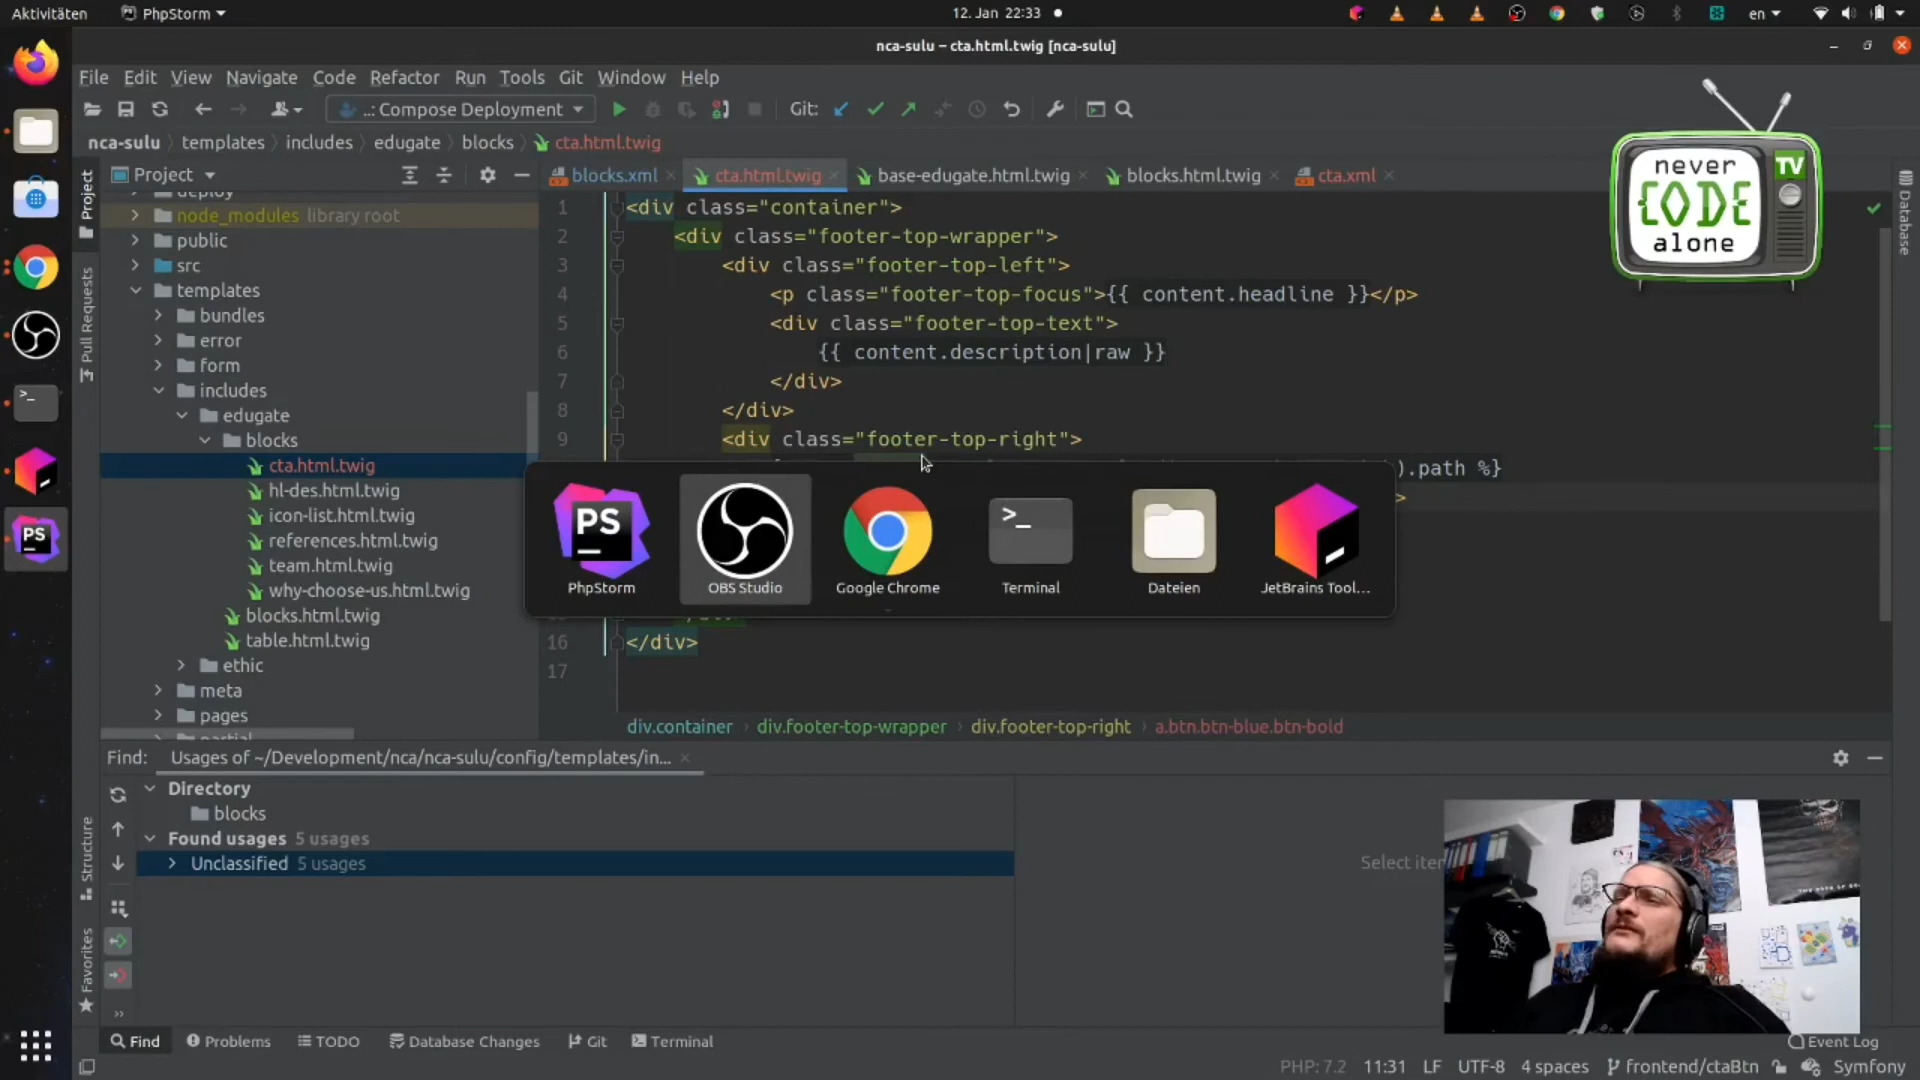 Aktivitäten PhpStorm 12. Jan 22:33 en
nca-sulu – cta.html.twig [nca-sulu]
File Edit View Navigate Code Refactor Run Tools Git Window Help
..: Compose Deployment Git:
nca-sulu templates includes edugate blocks cta.html.twig
Project
blocks.xml cta.html.twig base-edugate.html.twig blocks.html.twig cta.xml
Project
Pull Requests
Structure
Favorites
Database
node_modules library root
public
src
templates
bundles
error
form
includes
edugate
blocks
cta.html.twig
hl-des.html.twig
icon-list.html.twig
references.html.twig
team.html.twig
why-choose-us.html.twig
blocks.html.twig
table.html.twig
ethic
meta
pages
1 <div class="container">
2 <div class="footer-top-wrapper">
3 <div class="footer-top-left">
4 <p class="footer-top-focus">{{ content.headline }}</p>
5 <div class="footer-top-text">
6 {{ content.description|raw }}
7 </div>
8 </div>
9 <div class="footer-top-right">
).path %}
>
16 </div>
17
PS
PhpStorm OBS Studio Google Chrome Terminal Dateien JetBrains Tool...
div.container div.footer-top-wrapper div.footer-top-right a.btn.btn-blue.btn-bold
never
CODE
alone
TV
Find: Usages of ~/Development/nca/nca-sulu/config/templates/in...
Directory
blocks
Found usages 5 usages
Unclassified 5 usages
Select iter
PS
Find Problems TODO Database Changes Git Terminal Event Log
PHP: 7.2 11:31 LF UTF-8 4 spaces frontend/ctaBtn Symfony